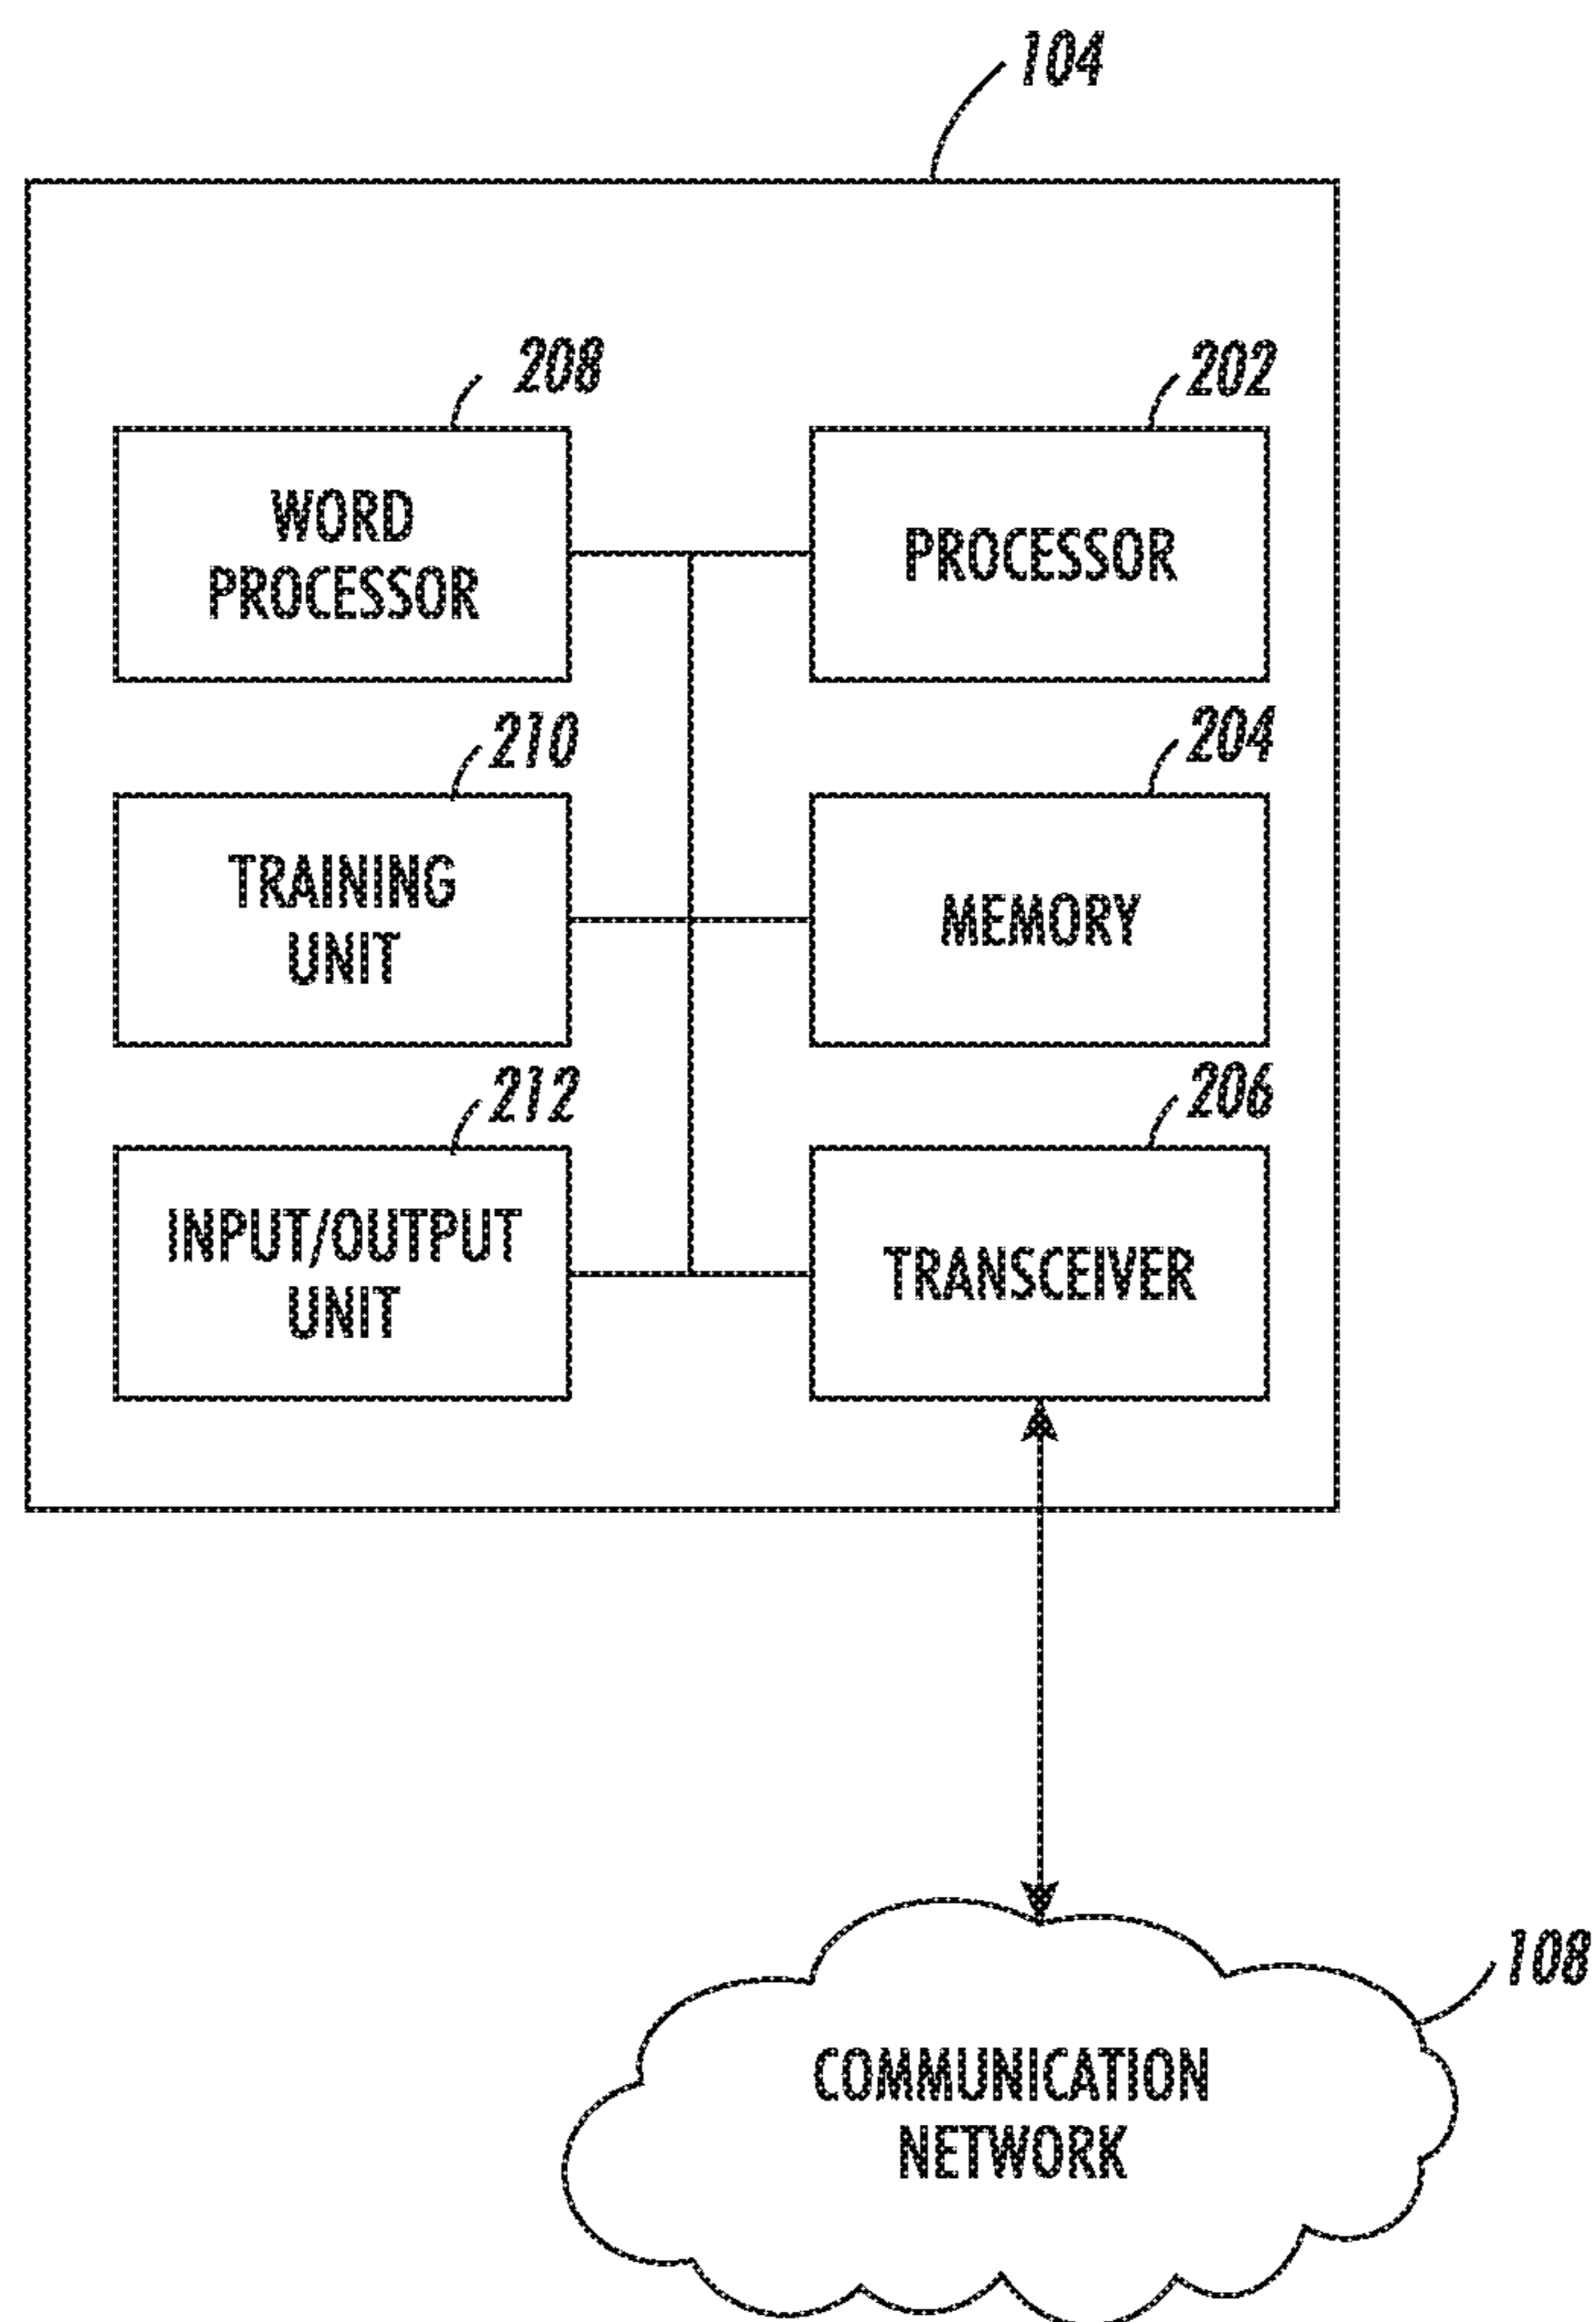 104
208
202
WORD
PROCESSOR
PROCESSOR
210
204
TRAINING
UNIT
MEMORY
212
206
INPUT/OUTPUT
UNIT
TRANSCEIVER
108
COMMUNICATION
NETWORK